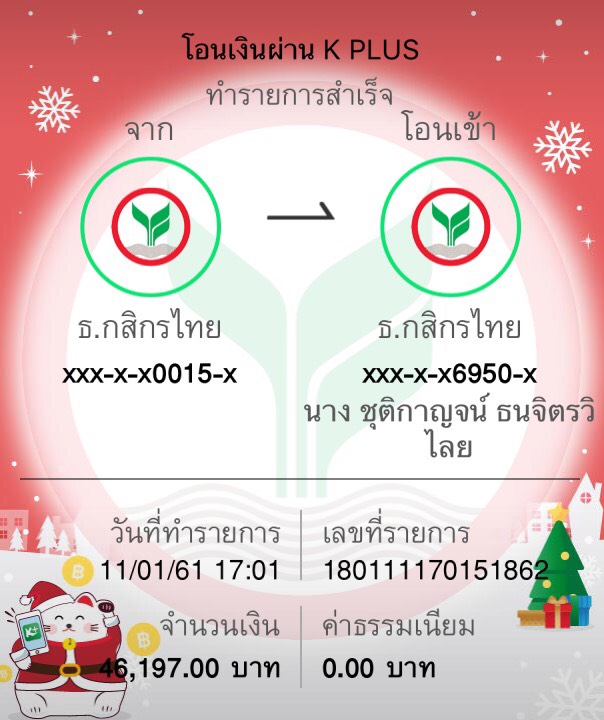 โอนเงินผ่าน K PLUS
ทำรายการสำเร็จ
จาก
โอนเข้า
ธ.กสิกรไทย
ธ.กสิกรไทย
xxx-x-x0015-x
xxx-x-x6950-x
นาง ชุติกาญจน์ ธนจิตรวิ
ไลย
วันที่ทำรายการ
เลขที่รายการ
11/01/61 17:01
180111170151862
จำนวนเงิน
ค่าธรรมเนียม
46,197.00 บาท
0.00 บาท
K+